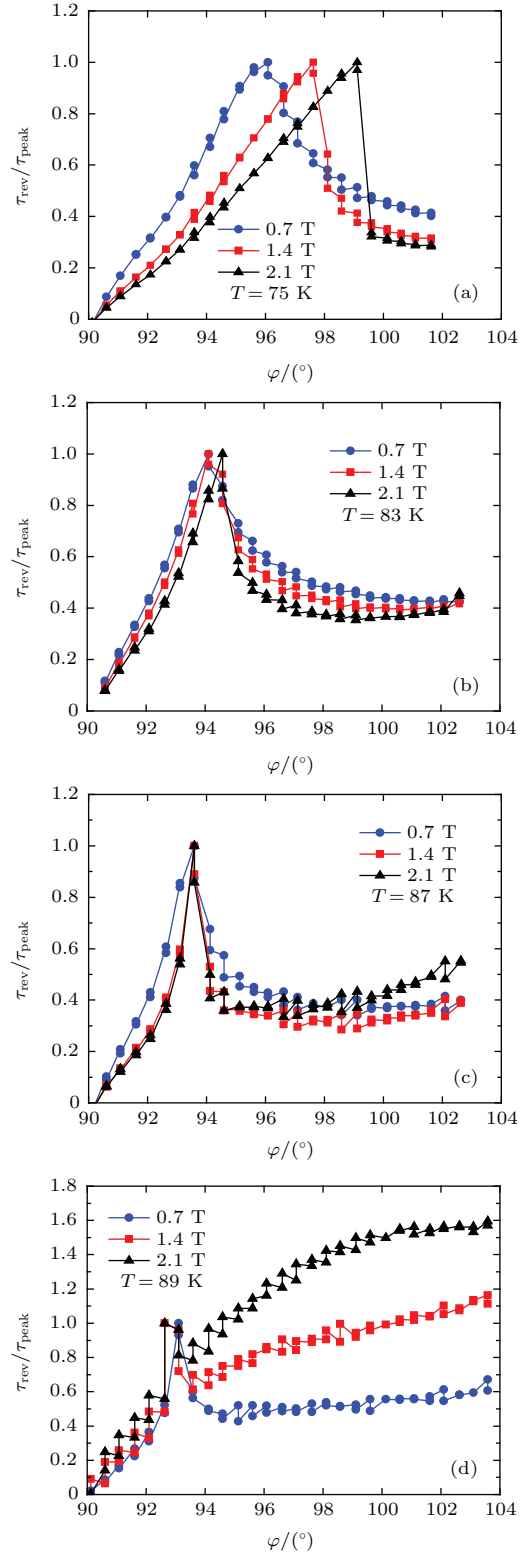 1.2
1.0
0.8
0.6
0.4
0.2
0
τrev/τpeak
0.7 T
1.4 T
2.1 T
T = 75 K
(a)
90 92 94 96 98 100 102 104
φ/(°)
1.2
1.0
0.8
0.6
0.4
0.2
0
τrev/τpeak
0.7 T
1.4 T
2.1 T
T = 83 K
(b)
90 92 94 96 98 100 102 104
φ/(°)
1.2
1.0
0.8
0.6
0.4
0.2
0
τrev/τpeak
0.7 T
1.4 T
2.1 T
T = 87 K
(c)
90 92 94 96 98 100 102 104
φ/(°)
1.8
1.6
1.4
1.2
1.0
0.8
0.6
0.4
0.2
0
τrev/τpeak
0.7 T
1.4 T
2.1 T
T = 89 K
(d)
90 92 94 96 98 100 102 104
φ/(°)